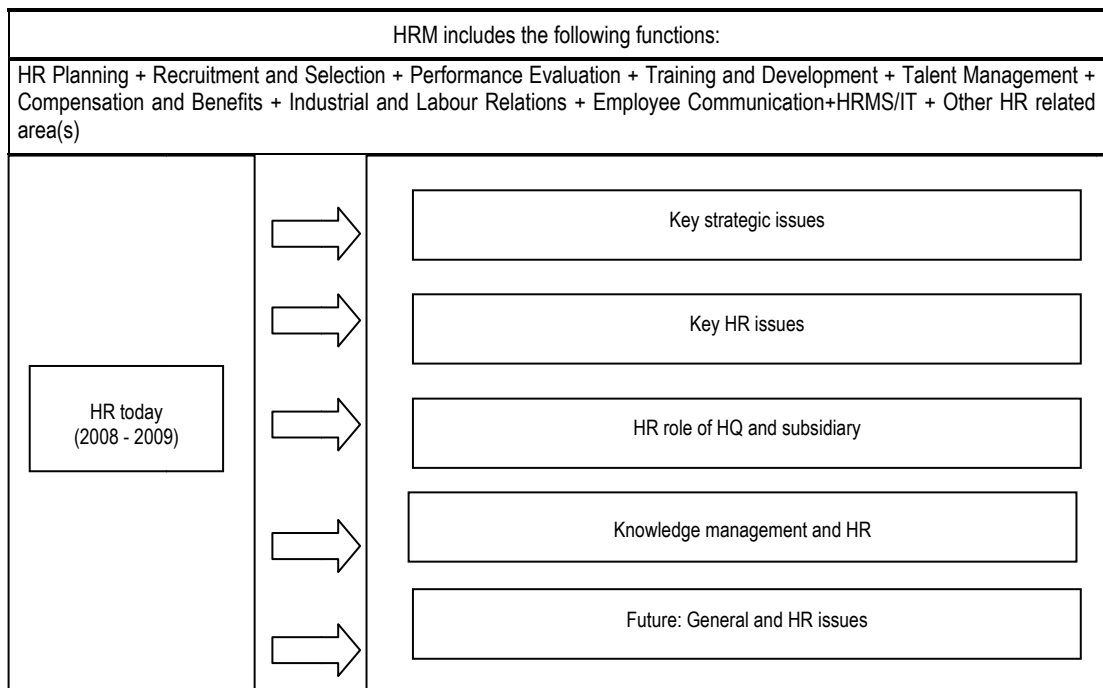 HRM includes the following functions:
HR Planning + Recruitment and Selection + Performance Evaluation + Training and Development + Talent Management +
Compensation and Benefits + Industrial and Labour Relations + Employee Communication+HRMS/IT + Other HR related
area(s)
Key strategic issues
Key HR issues
HR today
(2008 - 2009)
HR role of HQ and subsidiary
Knowledge management and HR
Future: General and HR issues